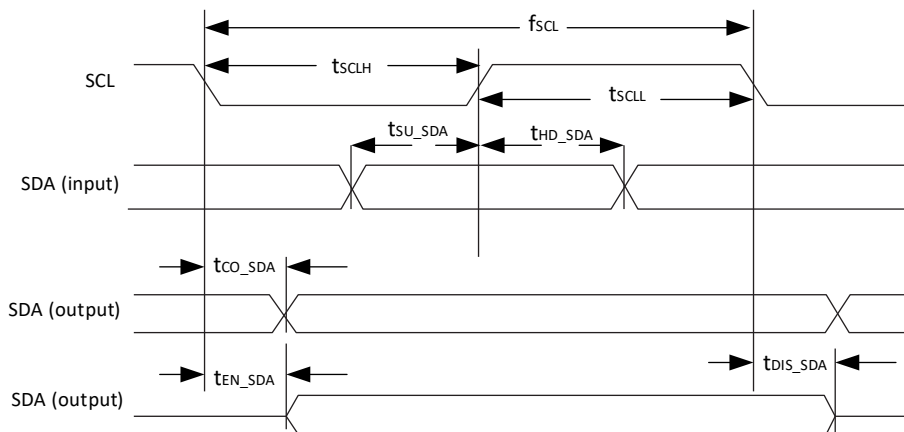 fSCL
SCL
tSCLH
tSCLL
tSU_SDA
tHD_SDA
SDA (input)
tCO_SDA
SDA (output)
tEN_SDA
tDIS_SDA
SDA (output)